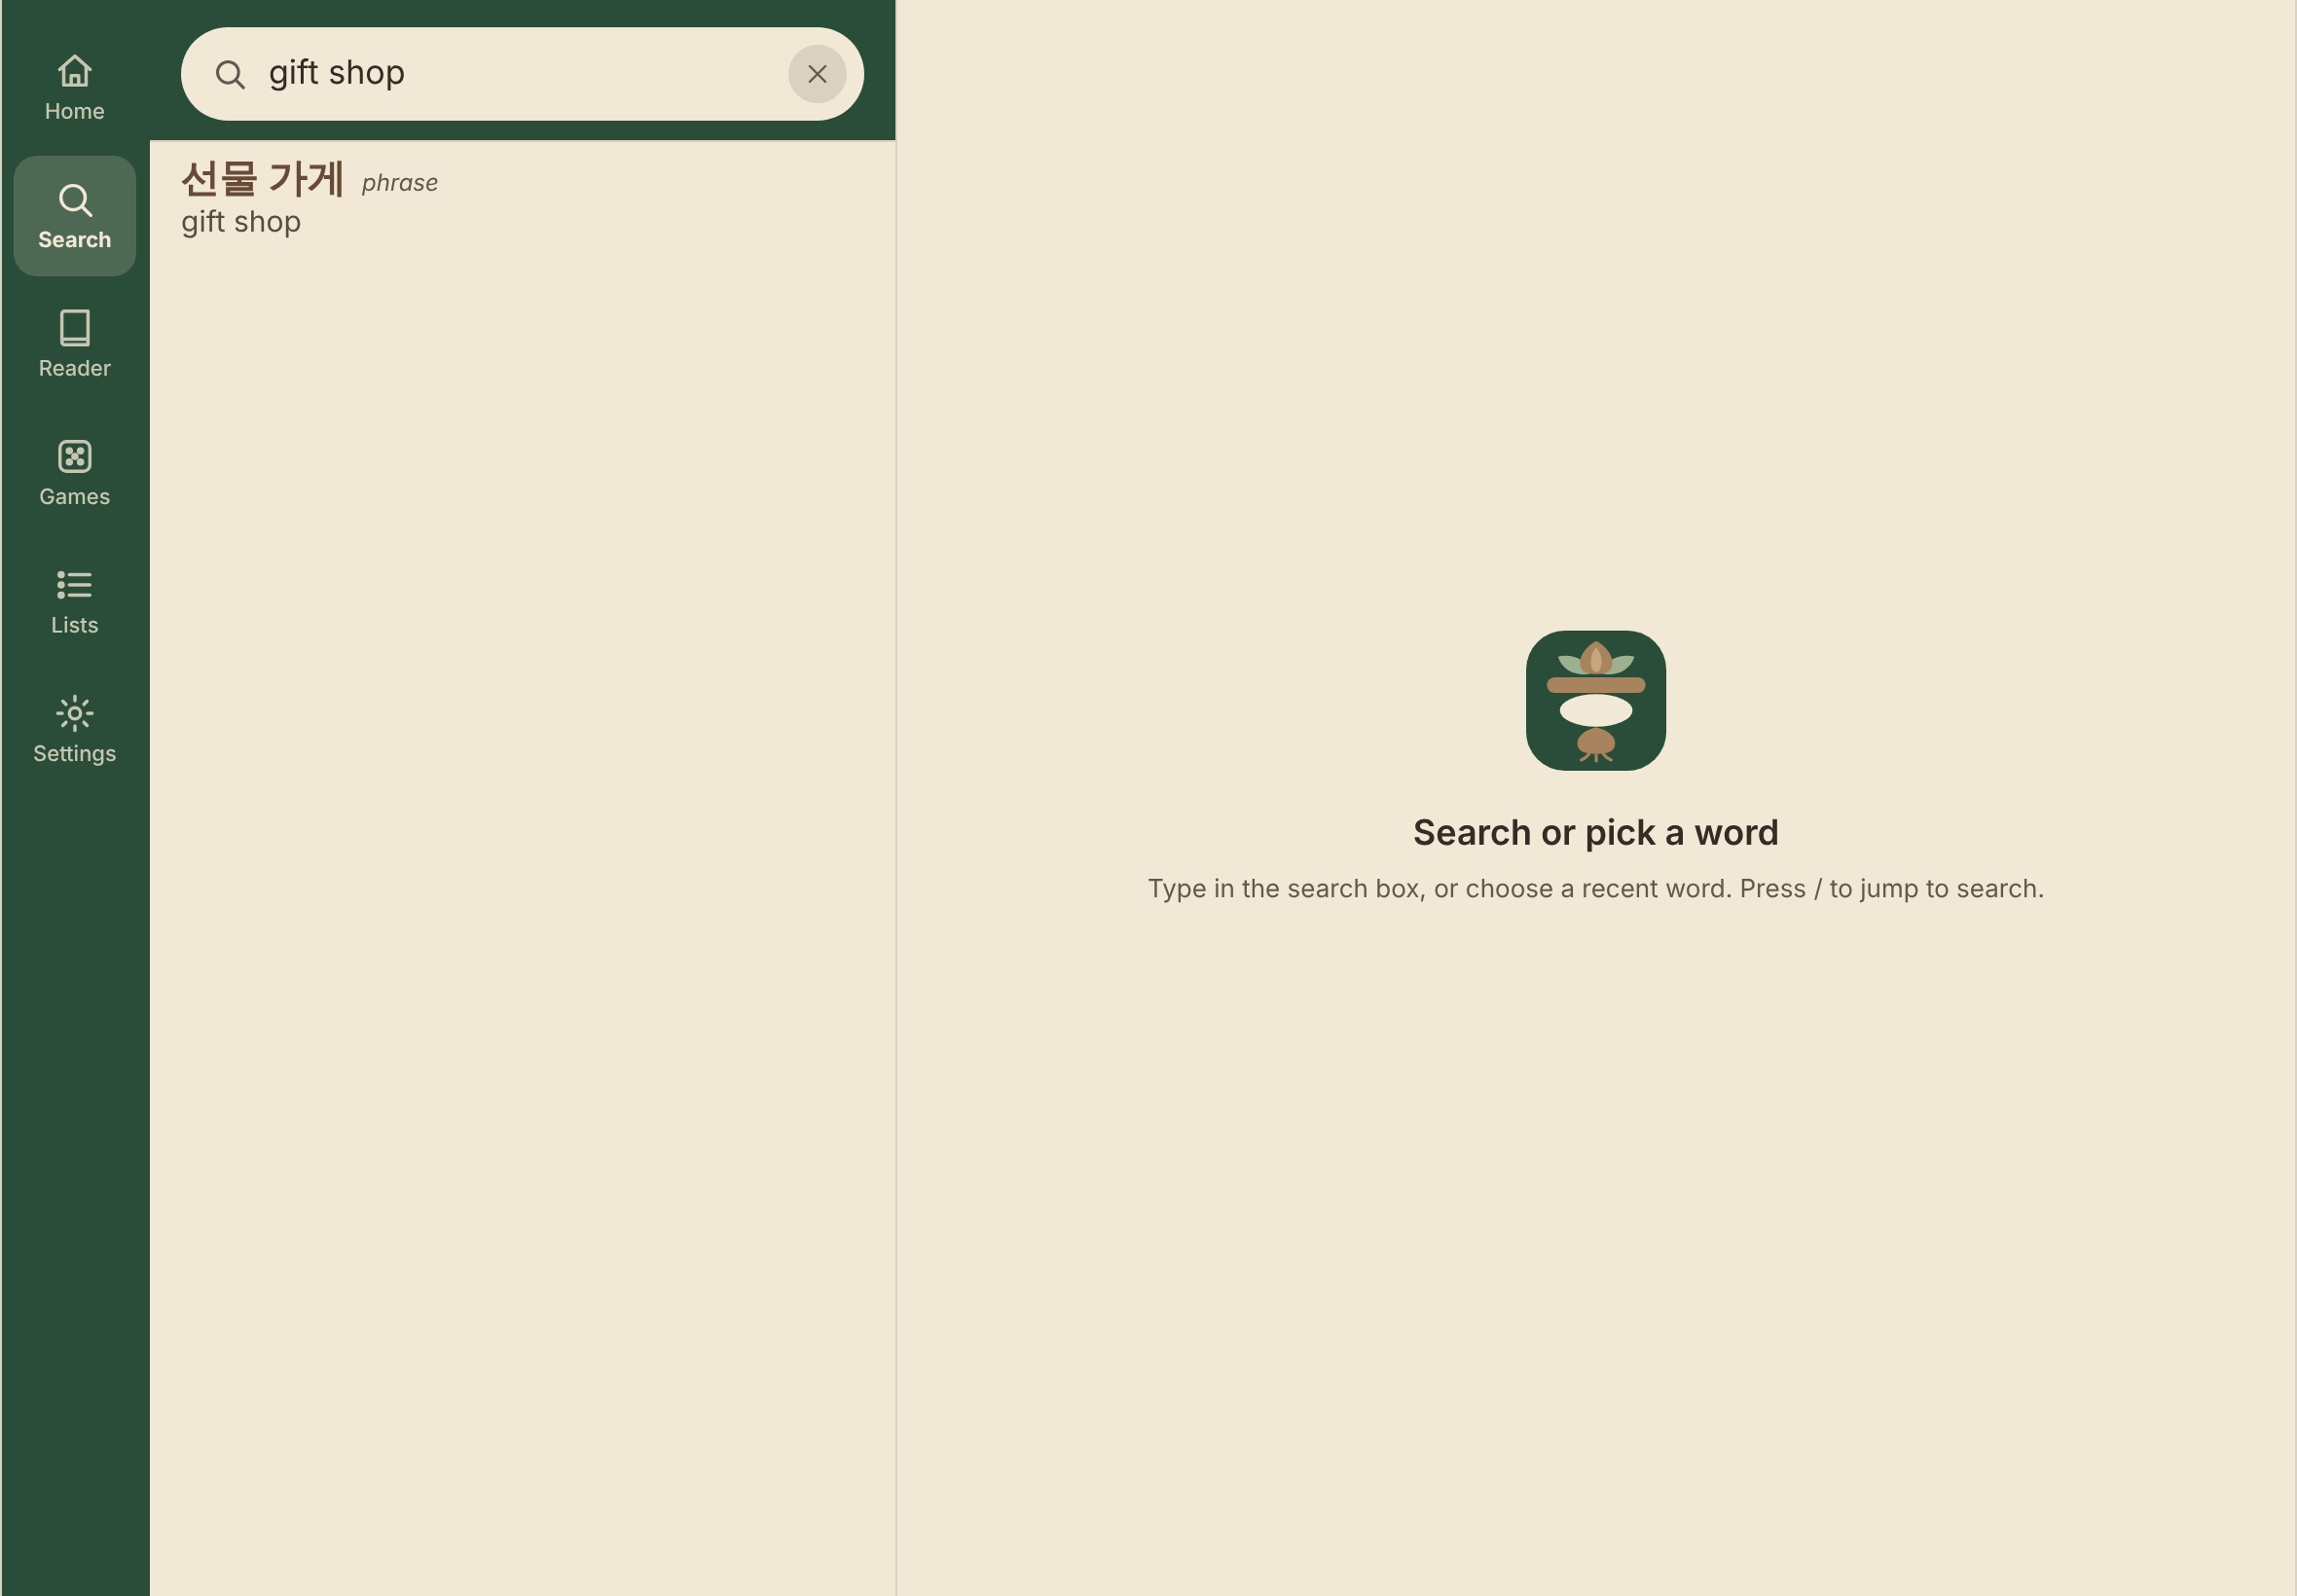 Home
Search
Reader
Games
Lists
Settings
gift shop
선물 가게 phrase
gift shop
Search or pick a word
Type in the search box, or choose a recent word. Press / to jump to search.